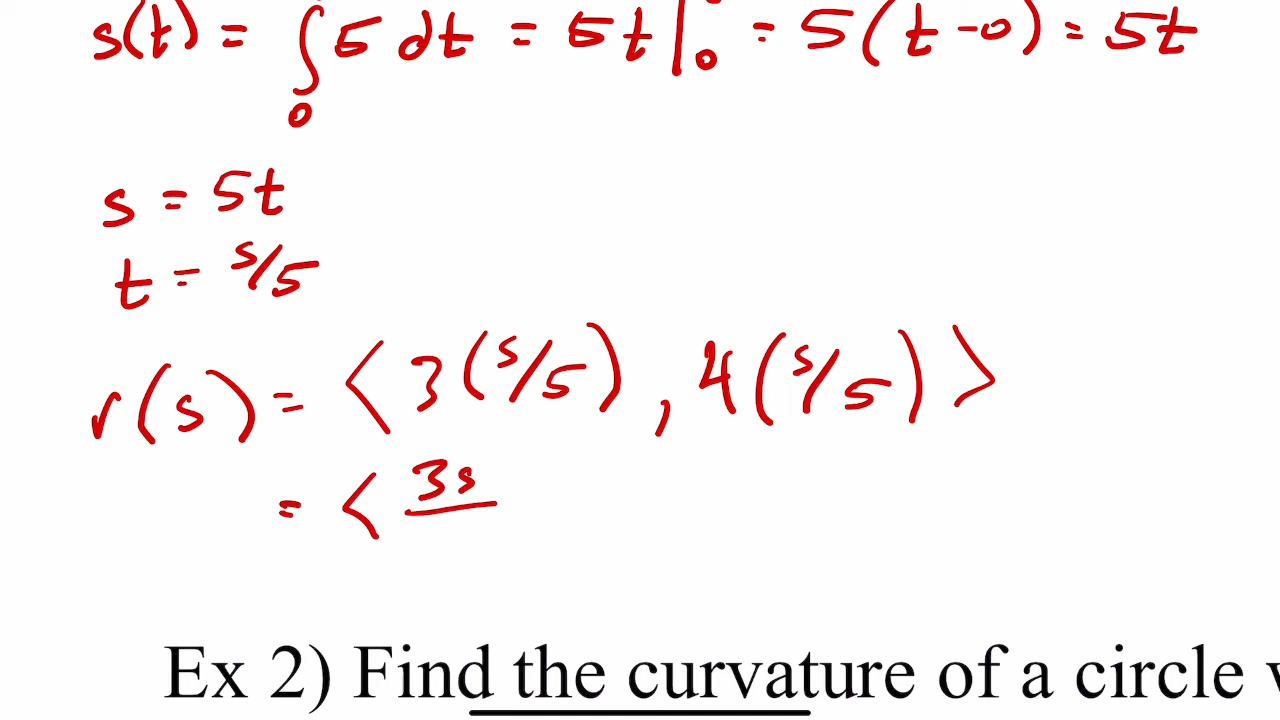 s(t) = ∫₀ 5 dt = 5t |₀ = 5(t-0) = 5t
s = 5t
t = s/5
r(s) = ⟨ 3(s/5), 4(s/5) ⟩
= ⟨ 3s
Ex 2) Find the curvature of a circle